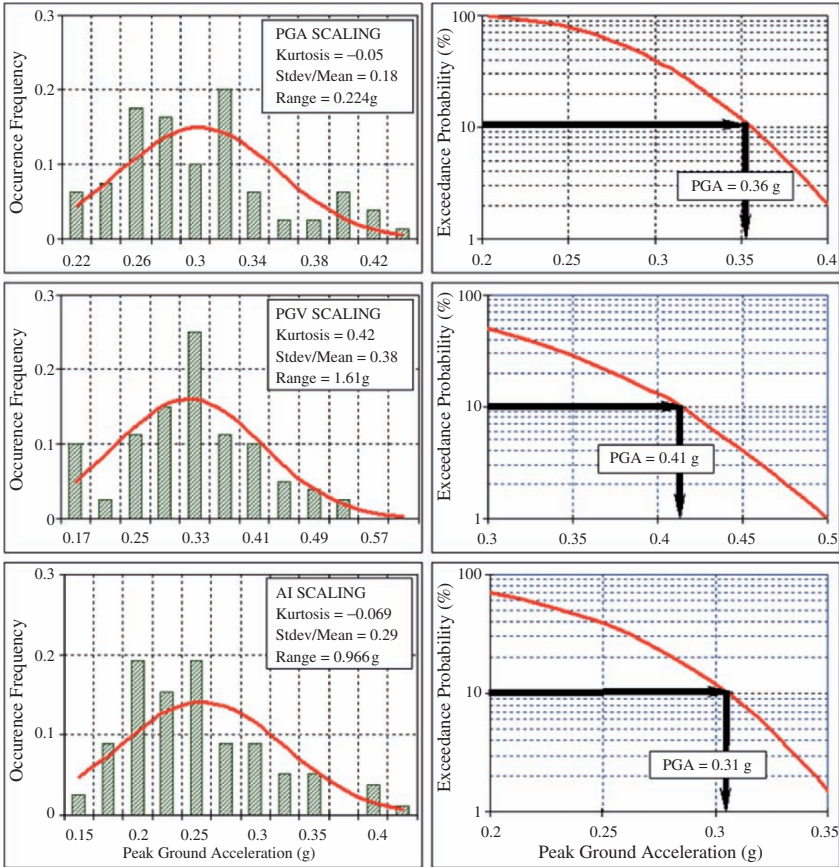 0.3
0.2
0.1
0
Occurence Frequency
PGA SCALING
Kurtosis = −0.05
Stdev/Mean = 0.18
Range = 0.224g
0.22 0.26 0.3 0.34 0.38 0.42
100
10
1
Exceedance Probability (%)
PGA = 0.36 g
0.2 0.25 0.3 0.35 0.4
0.3
0.2
0.1
0
Occurence Frequency
PGV SCALING
Kurtosis = 0.42
Stdev/Mean = 0.38
Range = 1.61g
0.17 0.25 0.33 0.41 0.49 0.57
100
10
1
Exceedance Probability (%)
PGA = 0.41 g
0.3 0.35 0.4 0.45 0.5
0.3
0.2
0.1
0
Occurence Frequency
AI SCALING
Kurtosis = −0.069
Stdev/Mean = 0.29
Range = 0.966g
0.15 0.2 0.25 0.3 0.35 0.4
Peak Ground Acceleration (g)
100
10
1
Exceedance Probability (%)
PGA = 0.31 g
0.2 0.25 0.3 0.35
Peak Ground Acceleration (g)